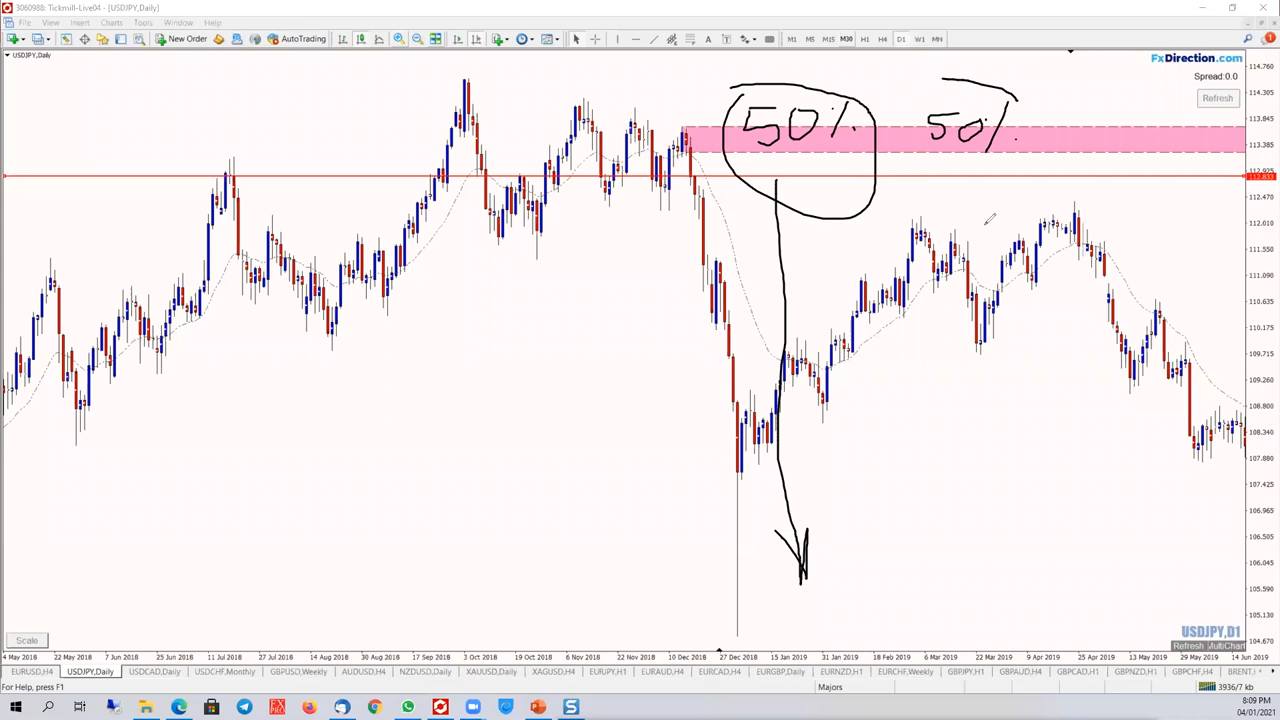 3060988: Tickmill-Live04 - [USDJPY,Daily]
File View Insert Charts Tools Window Help
New Order AutoTrading M1 M5 M15 M30 H1 H4 D1 W1 MN
USDJPY,Daily
FxDirection.com
Spread:0.0
Refresh
50% 50%.
114.760
114.305
113.845
113.385
112.925
112.833
112.470
112.010
111.550
111.090
110.635
110.175
109.715
109.260
108.800
108.340
107.880
107.425
106.965
106.505
106.045
105.590
105.130
104.670
Scale
USDJPY,D1
Refresh MultiChart
4 May 2018 22 May 2018 7 Jun 2018 25 Jun 2018 11 Jul 2018 27 Jul 2018 14 Aug 2018 30 Aug 2018 17 Sep 2018 3 Oct 2018 19 Oct 2018 6 Nov 2018 22 Nov 2018 10 Dec 2018 27 Dec 2018 15 Jan 2019 31 Jan 2019 18 Feb 2019 6 Mar 2019 22 Mar 2019 9 Apr 2019 25 Apr 2019 13 May 2019 29 May 2019 14 Jun 2019
EURUSD,H4 USDJPY,Daily USDCAD,Daily USDCHF,Monthly GBPUSD,Weekly AUDUSD,H4 NZDUSD,Daily XAUUSD,Daily XAGUSD,H4 EURJPY,H1 EURAUD,H4 EURCAD,H4 EURGBP,Daily EURCHF,Weekly EURNZD,H1 GBPJPY,H1 GBPAUD,H4 GBPCAD,H1 GBPNZD,H1 GBPCHF,H4 BRENT,
For Help, press F1 Majors 3936/7 kb
8:09 PM
04/01/2021